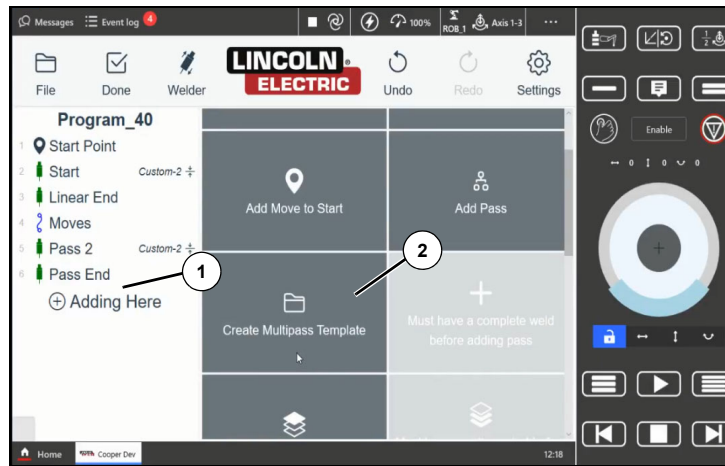 Messages
Event log
4
100%
Σ
ROB_1
Axis 1-3
...
File
Done
Welder
LINCOLN
ELECTRIC
Undo
Redo
Settings
Program_40
1 Start Point
2 Start Custom-2
3 Linear End
4 Moves
5 Pass 2 Custom-2
6 Pass End
Adding Here
1
Add Move to Start
Add Pass
2
Create Multipass Template
Must have a complete weld
before adding pass
Enable
0 0 0
Home
Cooper Dev
12:18